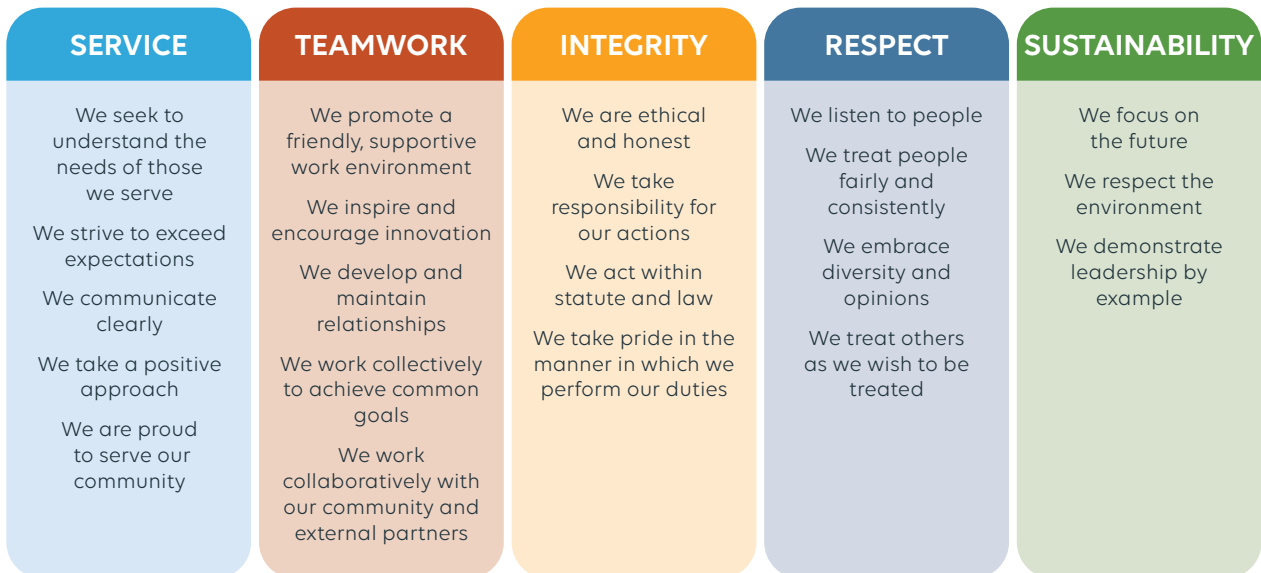 SERVICE
We seek to
understand the
needs of those
we serve
We strive to exceed
expectations
We communicate
clearly
We take a positive
approach
We are proud
to serve our
community
TEAMWORK
We promote a
friendly, supportive
work environment
We inspire and
encourage innovation
We develop and
maintain
relationships
We work collectively
to achieve common
goals
We work
collaboratively with
our community and
external partners
INTEGRITY
We are ethical
and honest
We take
responsibility for
our actions
We act within
statute and law
We take pride in the
manner in which we
perform our duties
RESPECT
We listen to people
We treat people
fairly and
consistently
We embrace
diversity and
opinions
We treat others
as we wish to be
treated
SUSTAINABILITY
We focus on
the future
We respect the
environment
We demonstrate
leadership by
example